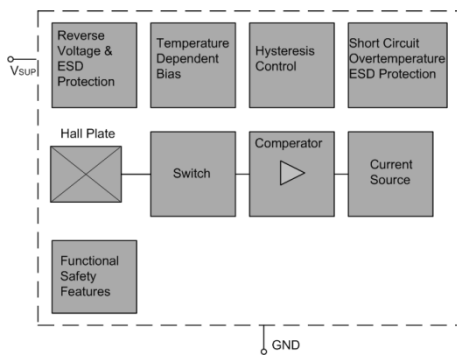 Reverse
Voltage &
ESD
Protection
Temperature
Dependent
Bias
Hysteresis
Control
Short Circuit
Overtemperature
ESD Protection
VSUP
Hall Plate
Switch
Comperator
Current
Source
Functional
Safety
Features
GND